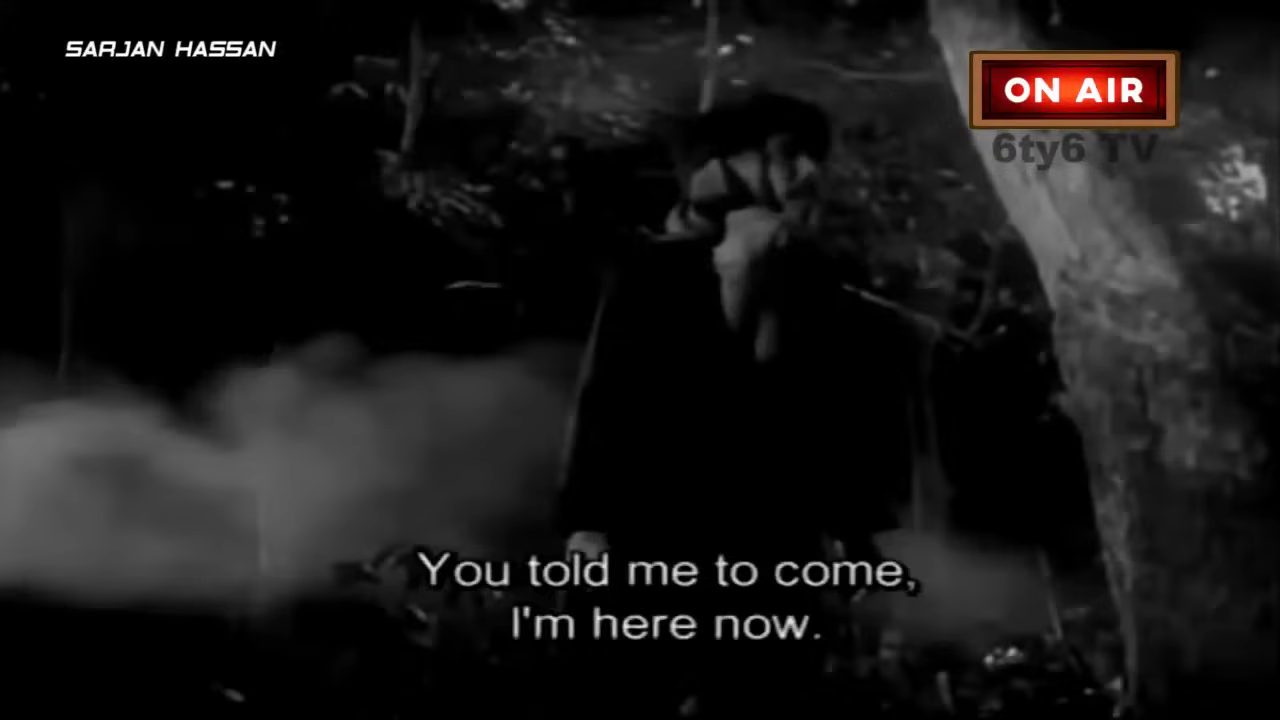 SARJAN HASSAN
ON AIR
6ty6 TV
You told me to come,
I'm here now.